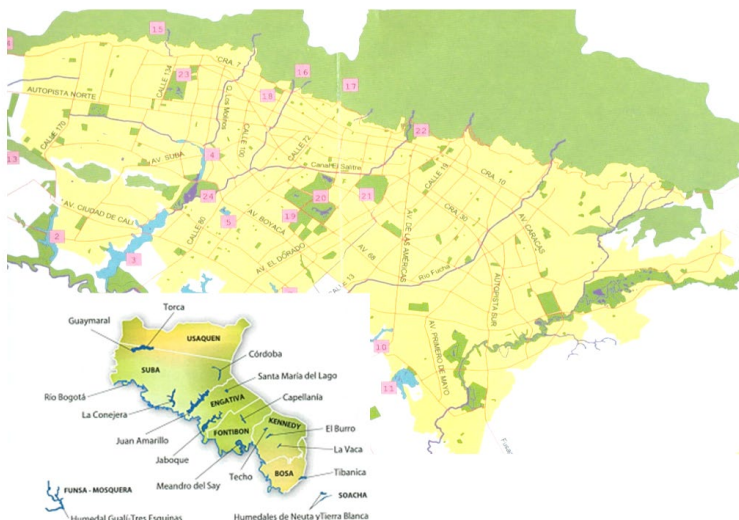 15
16
17
23
CRA.
CALLE 134
AUTOPISTA NORTE
Q. Los Molinos
18
CALLE 170
CALLE 100
CALLE 72
22
13
AV. SUBA
4
Canal El Salitre
CALLE 19
CRA. 10
24
20
21
AV. CIUDAD DE CALI
5
19
CRA. 30
CALLE 80
AV. BOYACA
AV. DE LAS AMERICAS
AV. CARACAS
2
AV. 68
AV. EL DORADO
Río Fucha
AUTOPISTA SUR
AV. PRIMERO DE MAYO
10
11
Torca
Guaymaral
USAQUEN
Córdoba
SUBA
Santa María del Lago
Río Bogotá
ENGATIVA
Capellanía
La Conejera
KENNEDY
FONTIBON
El Burro
Juan Amarillo
La Vaca
Jaboque
Techo
BOSA
Tibanica
Meandro del Say
FUNSA - MOSQUERA
SOACHA
Humedal Gualí-Tres Esquinas
Humedales de Neuta yTierra Blanca